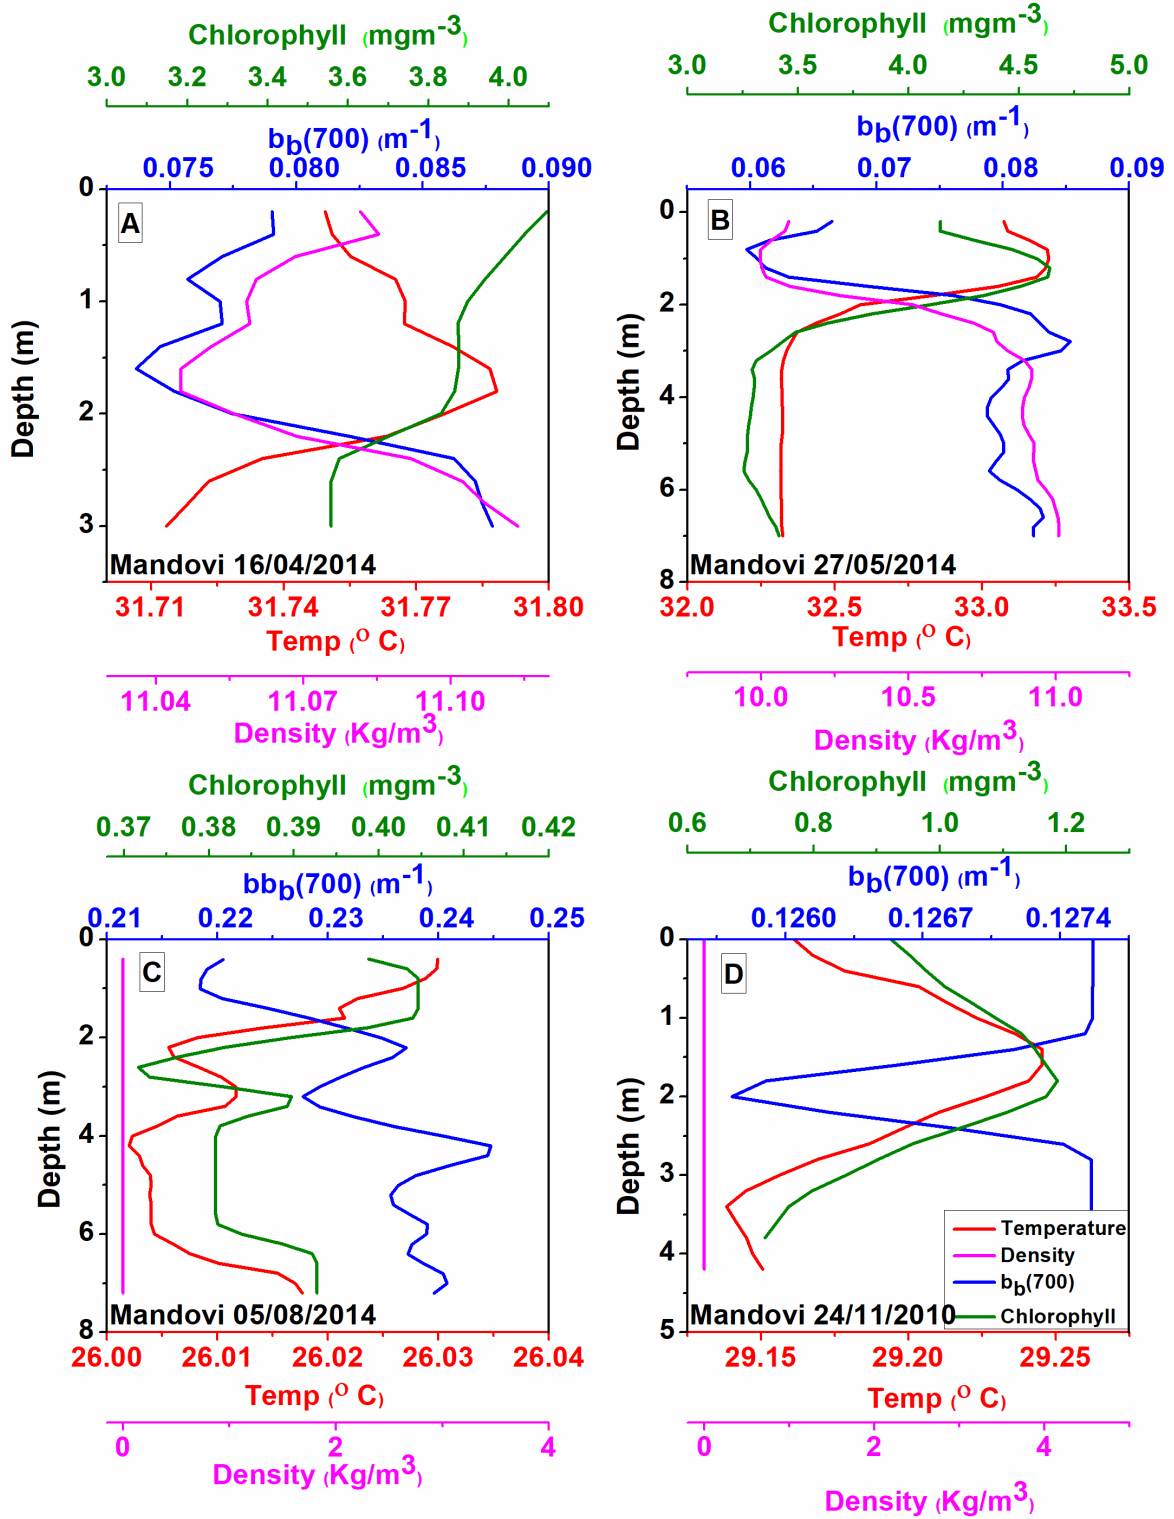 Chlorophyll (mgm-3)
3.0 3.2 3.4 3.6 3.8 4.0
bb(700) (m-1)
0.075 0.080 0.085 0.090
0
1
2
3
Depth (m)
A
Mandovi 16/04/2014
31.71 31.74 31.77 31.80
Temp (O C)
11.04 11.07 11.10
Density (Kg/m3)
Chlorophyll (mgm-3)
3.0 3.5 4.0 4.5 5.0
bb(700) (m-1)
0.06 0.07 0.08 0.09
0
2
4
6
8
Depth (m)
B
Mandovi 27/05/2014
32.0 32.5 33.0 33.5
Temp (O C)
10.0 10.5 11.0
Density (Kg/m3)
Chlorophyll (mgm-3)
0.37 0.38 0.39 0.40 0.41 0.42
bbb(700) (m-1)
0.21 0.22 0.23 0.24 0.25
0
2
4
6
8
Depth (m)
C
Mandovi 05/08/2014
26.00 26.01 26.02 26.03 26.04
Temp (O C)
0 2 4
Density (Kg/m3)
Chlorophyll (mgm-3)
0.6 0.8 1.0 1.2
bb(700) (m-1)
0.1260 0.1267 0.1274
0
1
2
3
4
5
Depth (m)
D
Temperature
Density
bb(700)
Chlorophyll
Mandovi 24/11/2010
29.15 29.20 29.25
Temp (O C)
0 2 4
Density (Kg/m3)